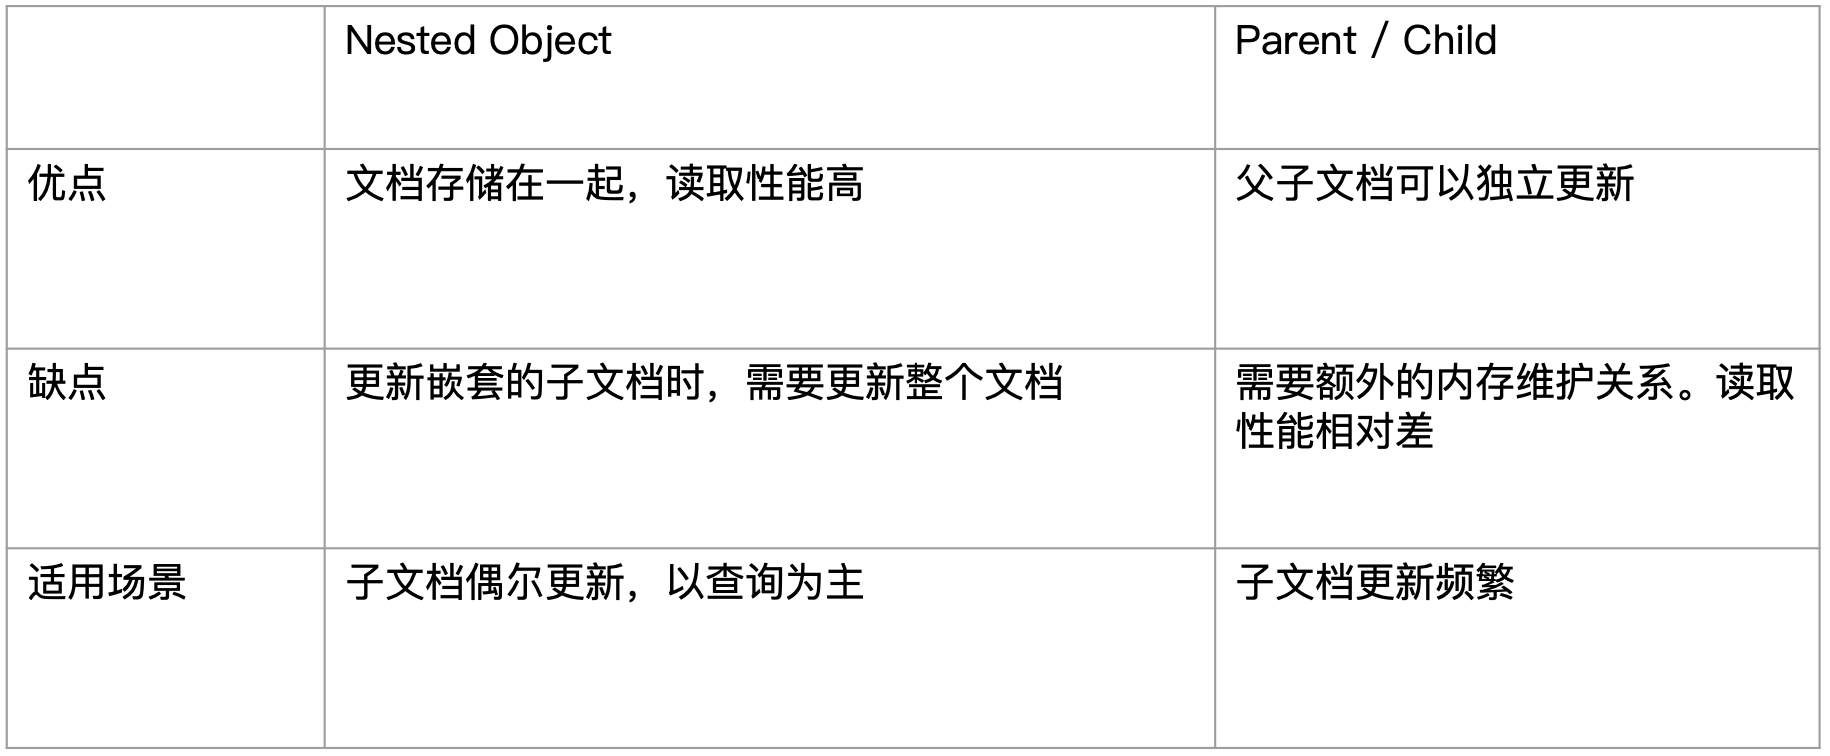 Nested Object
Parent / Child
优点
文档存储在一起，读取性能高
父子文档可以独立更新
缺点
更新嵌套的子文档时，需要更新整个文档
需要额外的内存维护关系。读取
性能相对差
适用场景
子文档偶尔更新，以查询为主
子文档更新频繁